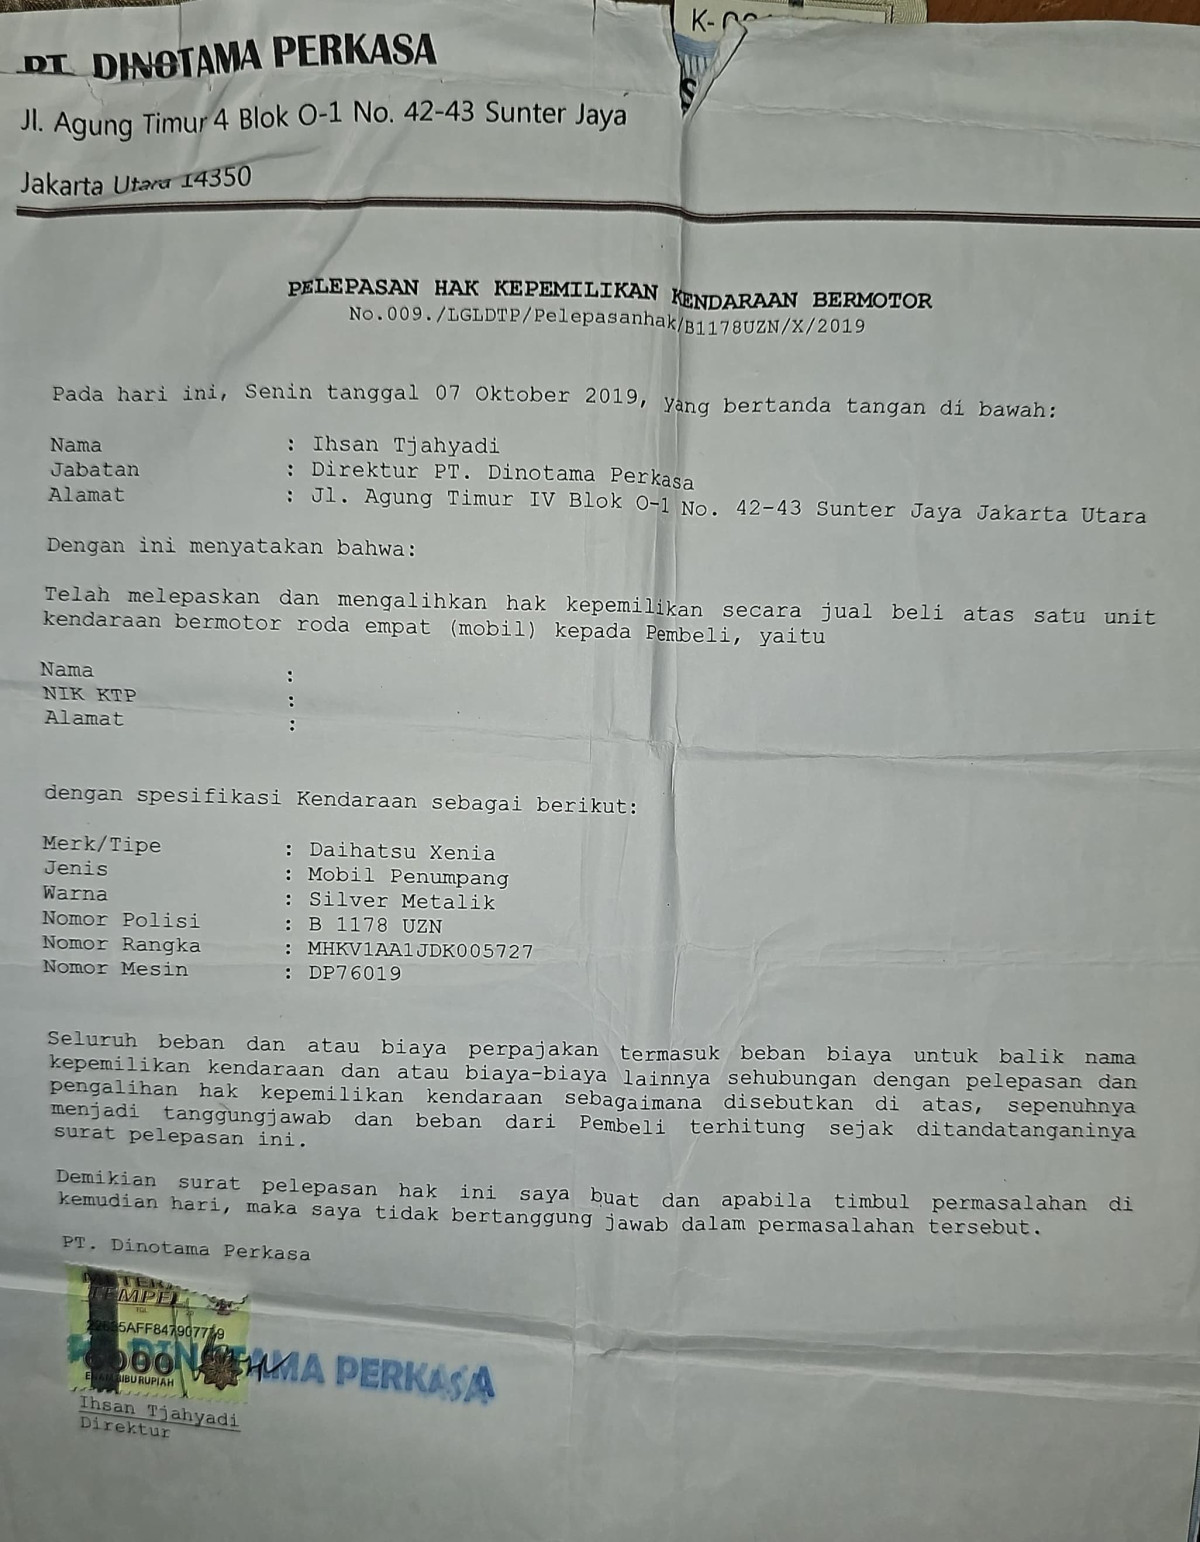 K-
PT DINOTAMA PERKASA
Jl. Agung Timur 4 Blok O-1 No. 42-43 Sunter Jaya
Jakarta Utara 14350
PELEPASAN HAK KEPEMILIKAN KENDARAAN BERMOTOR
No.009./LGLDTP/Pelepasanhak/B1178UZN/X/2019
Pada hari ini, Senin tanggal 07 Oktober 2019, yang bertanda tangan di bawah:
Nama : Ihsan Tjahyadi
Jabatan : Direktur PT. Dinotama Perkasa
Alamat : Jl. Agung Timur IV Blok O-1 No. 42-43 Sunter Jaya Jakarta Utara
Dengan ini menyatakan bahwa:
Telah melepaskan dan mengalihkan hak kepemilikan secara jual beli atas satu unit
kendaraan bermotor roda empat (mobil) kepada Pembeli, yaitu
Nama :
NIK KTP :
Alamat :
dengan spesifikasi Kendaraan sebagai berikut:
Merk/Tipe : Daihatsu Xenia
Jenis : Mobil Penumpang
Warna : Silver Metalik
Nomor Polisi : B 1178 UZN
Nomor Rangka : MHKV1AA1JDK005727
Nomor Mesin : DP76019
Seluruh beban dan atau biaya perpajakan termasuk beban biaya untuk balik nama
kepemilikan kendaraan dan atau biaya-biaya lainnya sehubungan dengan pelepasan dan
pengalihan hak kepemilikan kendaraan sebagaimana disebutkan di atas, sepenuhnya
menjadi tanggungjawab dan beban dari Pembeli terhitung sejak ditandatanganinya
surat pelepasan ini.
Demikian surat pelepasan hak ini saya buat dan apabila timbul permasalahan di
kemudian hari, maka saya tidak bertanggung jawab dalam permasalahan tersebut.
PT. Dinotama Perkasa
TEMPEL
TGL
6000
RIBU RUPIAH
DINOTAMA PERKASA
Ihsan Tjahyadi
Direktur